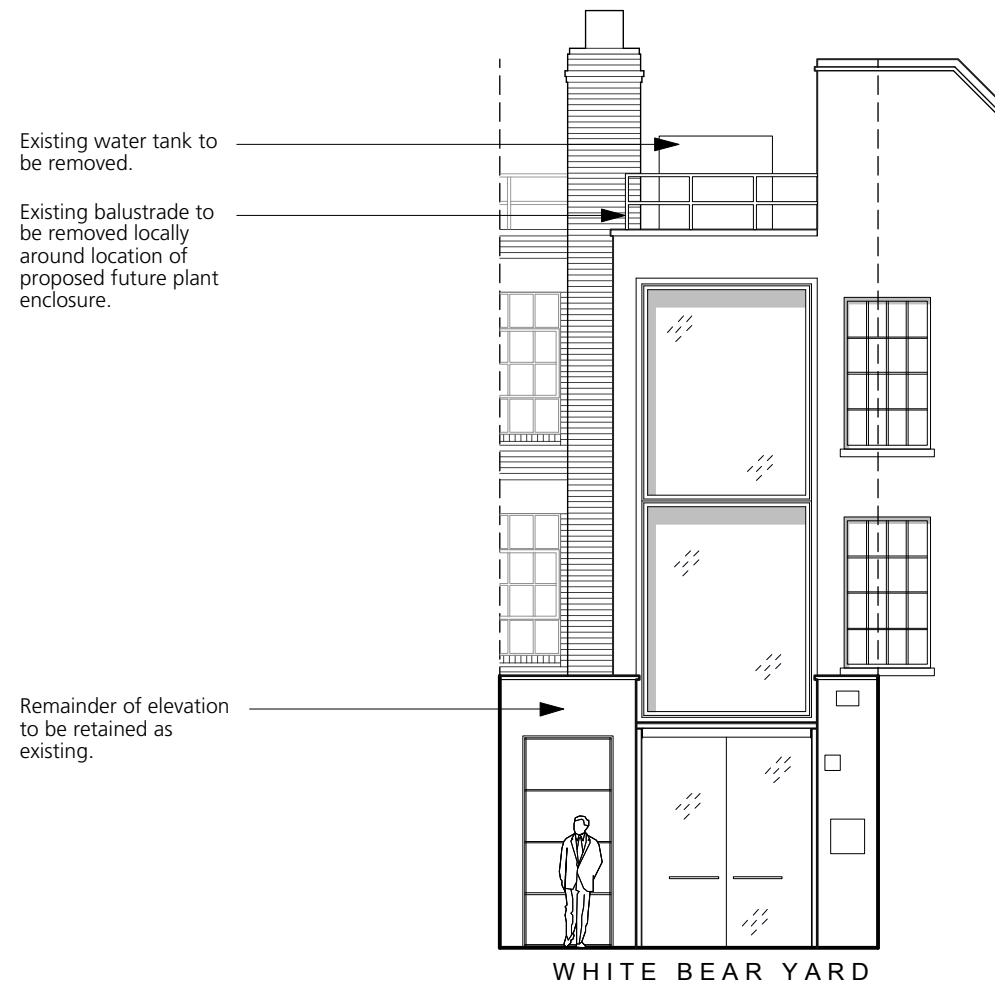 Existing water tank to
be removed.
Existing balustrade to
be removed locally
around location of
proposed future plant
enclosure.
Remainder of elevation
to be retained as
existing.
WHITE BEAR YARD